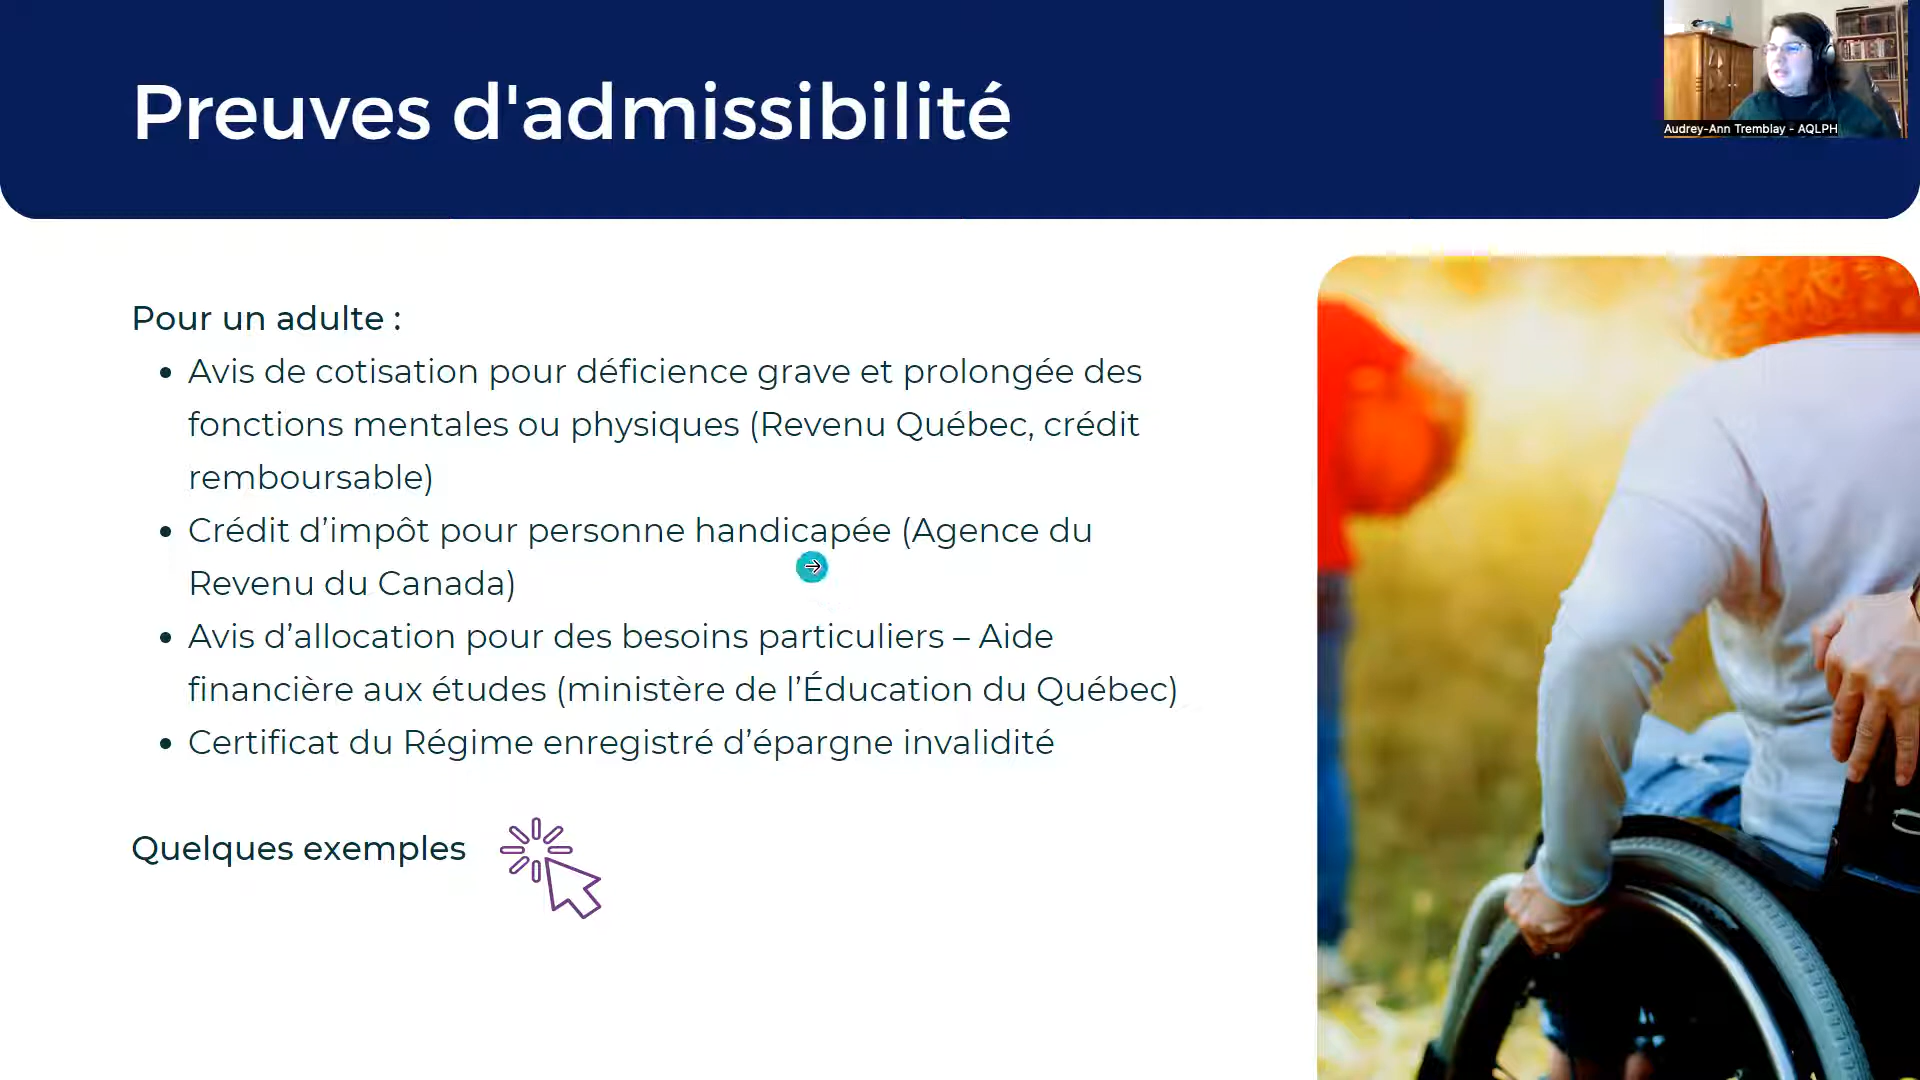 Preuves d'admissibilité
Audrey-Ann Tremblay - AQLPH
Pour un adulte :
• Avis de cotisation pour déficience grave et prolongée des
fonctions mentales ou physiques (Revenu Québec, crédit
remboursable)
• Crédit d’impôt pour personne handicapée (Agence du
Revenu du Canada)
• Avis d’allocation pour des besoins particuliers – Aide
financière aux études (ministère de l’Éducation du Québec)
• Certificat du Régime enregistré d’épargne invalidité
Quelques exemples